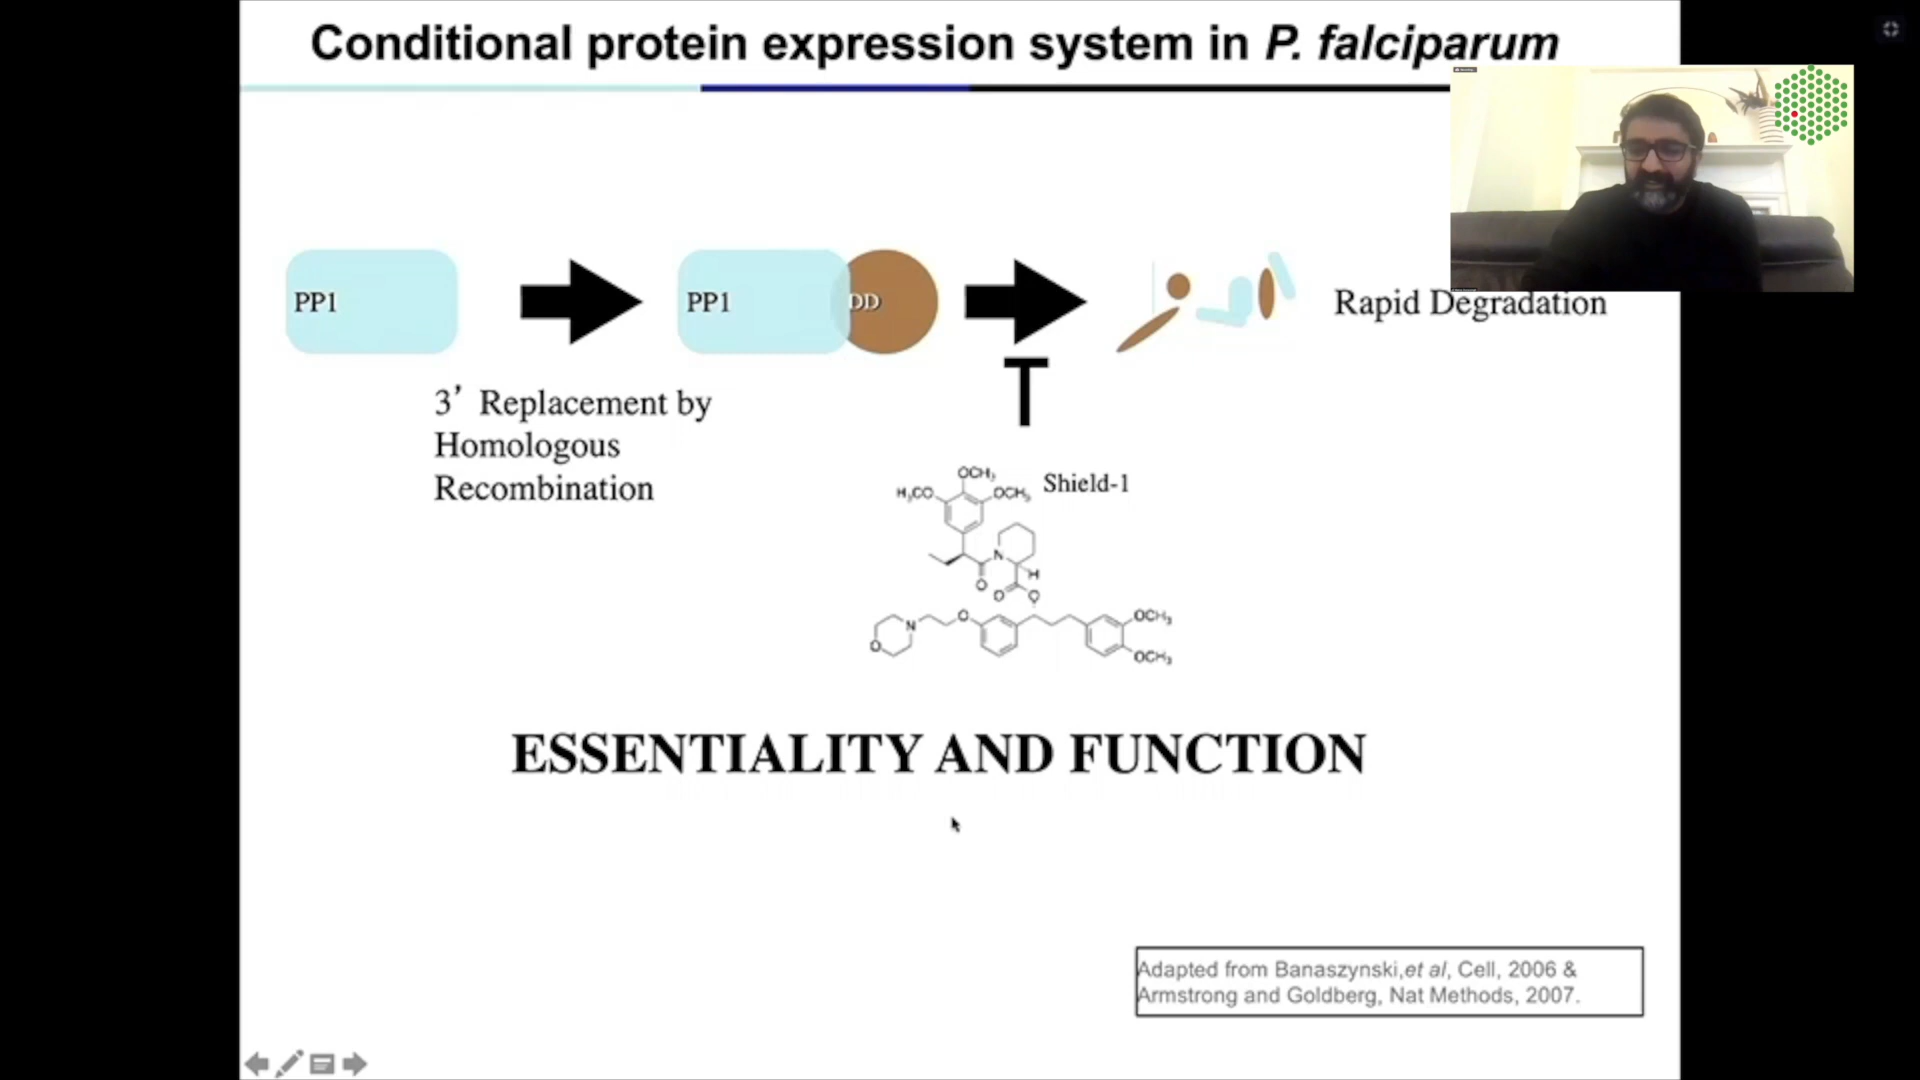 Conditional protein expression system in P. falciparum
PP1
PP1
DD
Rapid Degradation
3’ Replacement by
Homologous
Recombination
Shield-1
OCH3
H3CO
OCH3
N
O
H
O
O
O
N
O
OCH3
OCH3
ESSENTIALITY AND FUNCTION
Adapted from Banaszynski,et al, Cell, 2006 &
Armstrong and Goldberg, Nat Methods, 2007.